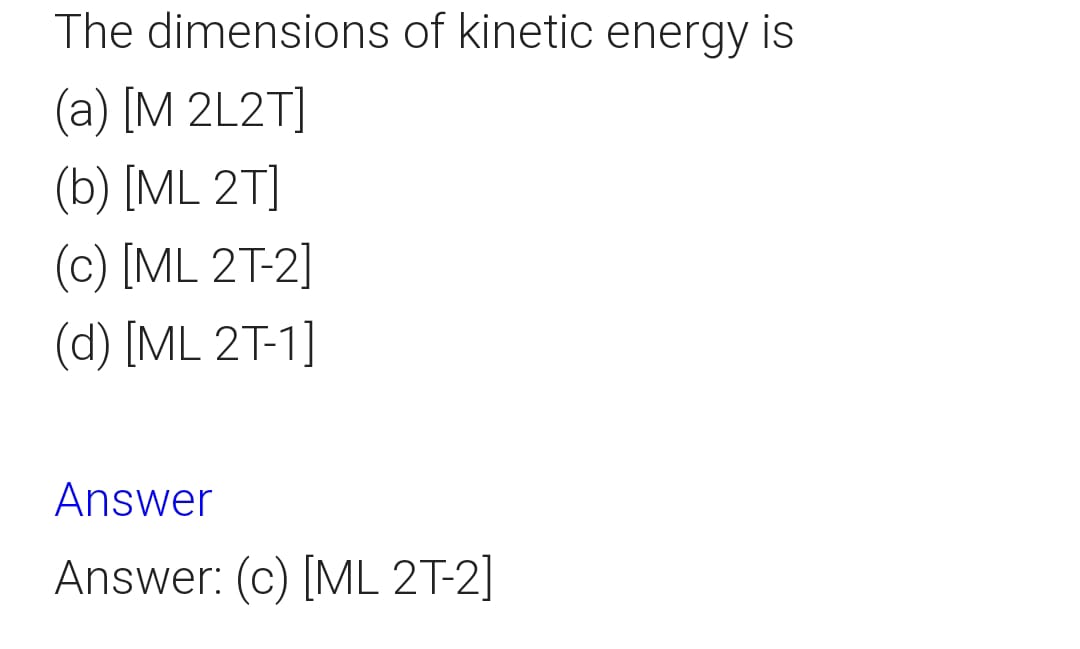 The dimensions of kinetic energy is
(a) [M 2L2T]
(b) [ML 2T]
(c) [ML 2T-2]
(d) [ML 2T-1]
Answer
Answer: (c) [ML 2T-2]